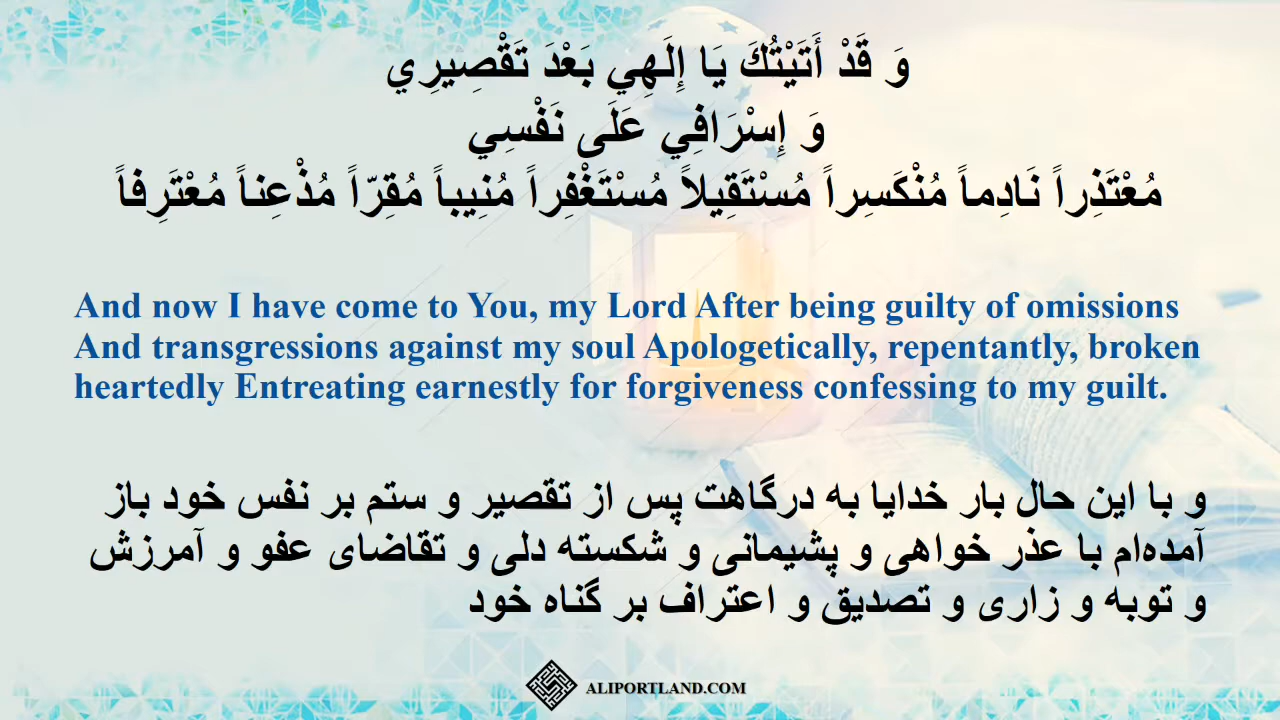 وَ قَدْ أَتَيْتُكَ يَا إِلَهِي بَعْدَ تَقْصِيرِي
وَ إِسْرَافِي عَلَى نَفْسِي
مُعْتَذِراً نَادِماً مُنْكَسِراً مُسْتَقِيلاً مُسْتَغْفِراً مُنِيباً مُقِرّاً مُذْعِناً مُعْتَرِفاً
And now I have come to You, my Lord After being guilty of omissions
And transgressions against my soul Apologetically, repentantly, broken
heartedly Entreating earnestly for forgiveness confessing to my guilt.
و با این حال بار خدایا به درگاهت پس از تقصیر و ستم بر نفس خود باز
آمده‌ام با عذر خواهی و پشیمانی و شکسته دلی و تقاضای عفو و آمرزش
و توبه و زاری و تصدیق و اعتراف بر گناه خود
ALIPORTLAND.COM